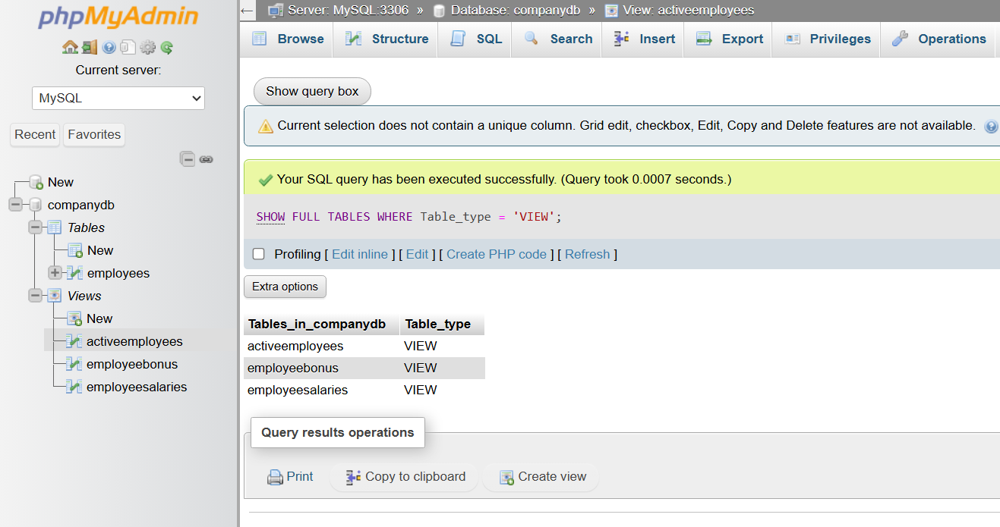 phpMyAdmin
Current server:
MySQL
Recent
Favorites
New
companydb
Tables
New
employees
Views
New
activeemployees
employeebonus
employeesalaries
← Server: MySQL:3306 » Database: companydb » View: activeemployees
Browse Structure SQL Search Insert Export Privileges Operations
Show query box
Current selection does not contain a unique column. Grid edit, checkbox, Edit, Copy and Delete features are not available.
Your SQL query has been executed successfully. (Query took 0.0007 seconds.)
SHOW FULL TABLES WHERE Table_type = 'VIEW';
Profiling [ Edit inline ] [ Edit ] [ Create PHP code ] [ Refresh ]
Extra options
Tables_in_companydb Table_type
activeemployees VIEW
employeebonus VIEW
employeesalaries VIEW
Query results operations
Print Copy to clipboard Create view